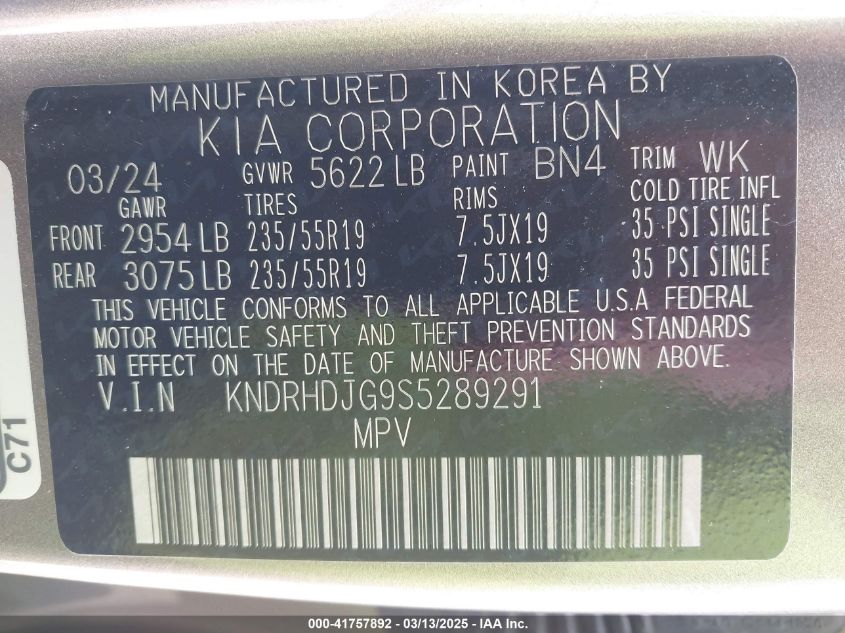 MANUFACTURED IN KOREA BY
KIA CORPORATION
03/24 GVWR 5622 LB PAINT BN4 TRIM WK
GAWR TIRES RIMS COLD TIRE INFL
FRONT 2954 LB 235/55R19 7.5JX19 35 PSI SINGLE
REAR 3075 LB 235/55R19 7.5JX19 35 PSI SINGLE
THIS VEHICLE CONFORMS TO ALL APPLICABLE U.S.A FEDERAL
MOTOR VEHICLE SAFETY AND THEFT PREVENTION STANDARDS
IN EFFECT ON THE DATE OF MANUFACTURE SHOWN ABOVE.
V.I.N KNDRHDJG9S5289291
MPV
C71
000-41757892 — 03/13/2025 — IAA Inc.